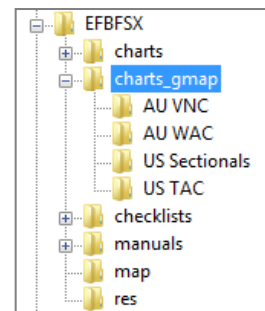 EFBFSX
charts
charts_gmap
AU VNC
AU WAC
US Sectionals
US TAC
checklists
manuals
map
res